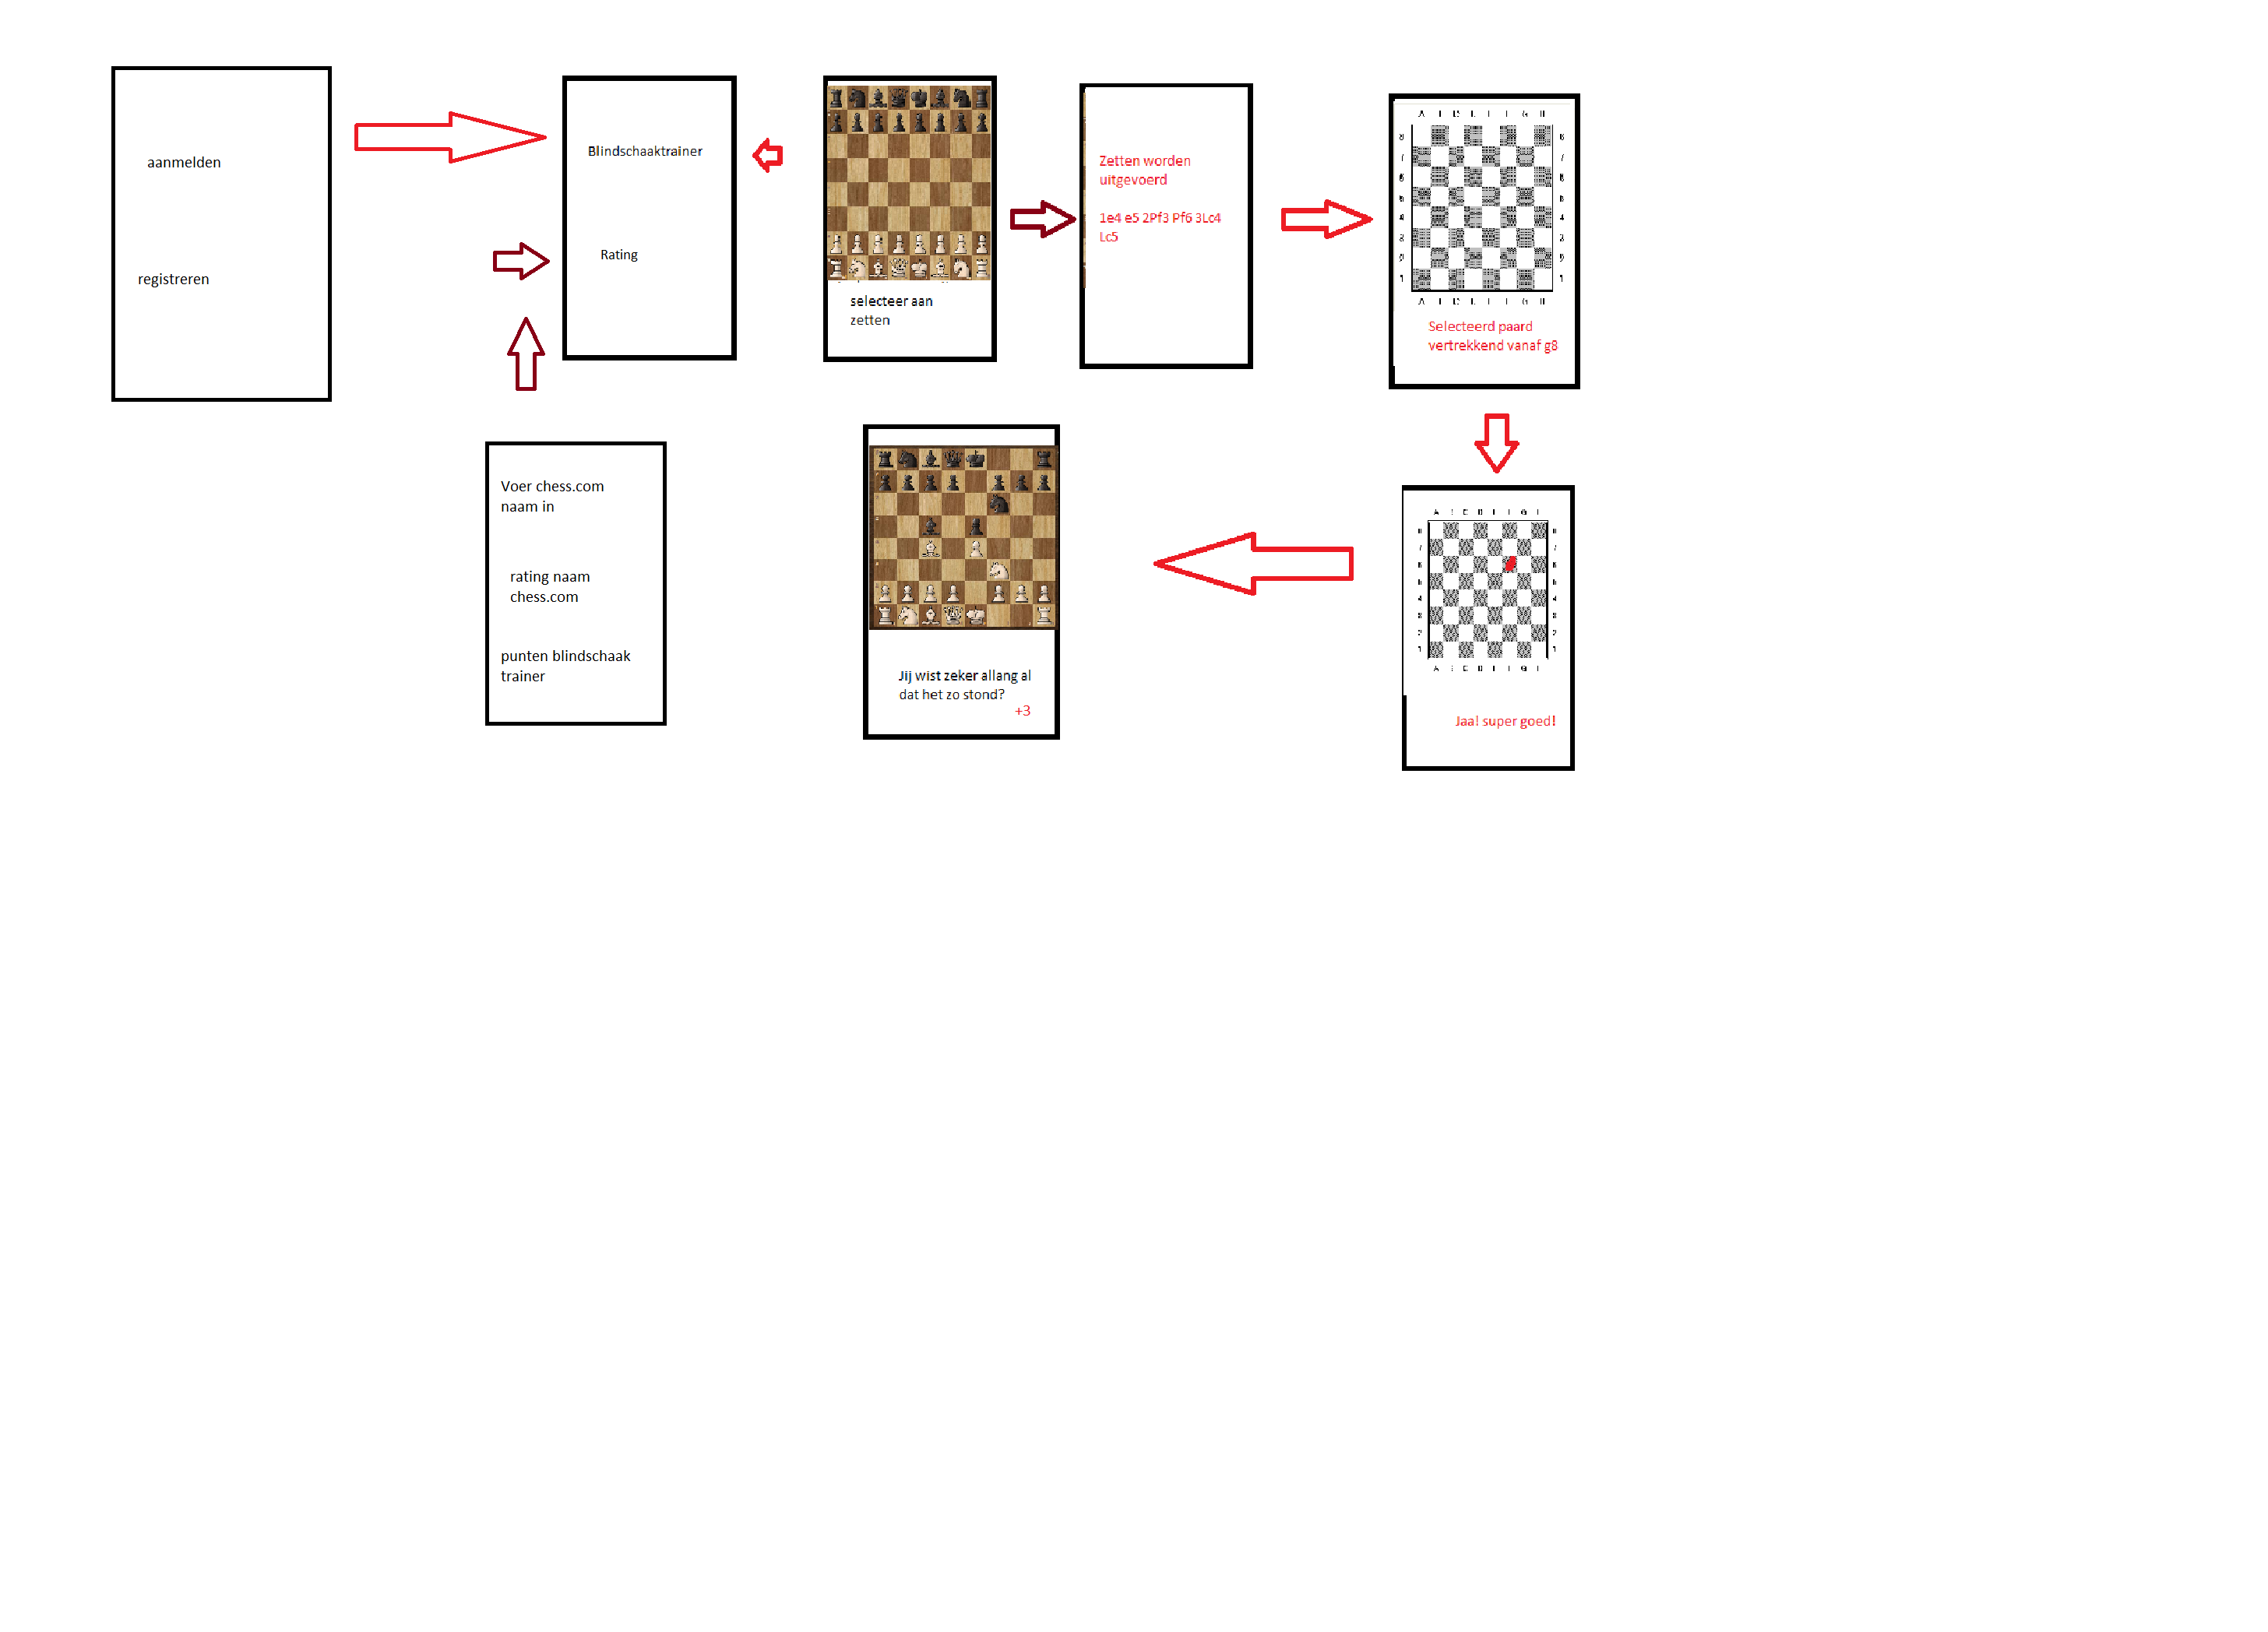 aanmelden
registreren
Blindschaaktrainer
Rating
selecteer aan
zetten
Zetten worden
uitgevoerd
1e4 e5 2Pf3 Pf6 3Lc4
Lc5
Selecteerd paard
vertrekkend vanaf g8
Voer chess.com
naam in
rating naam
chess.com
punten blindschaak
trainer
Jij wist zeker allang al
dat het zo stond?
+3
Jaa! super goed!